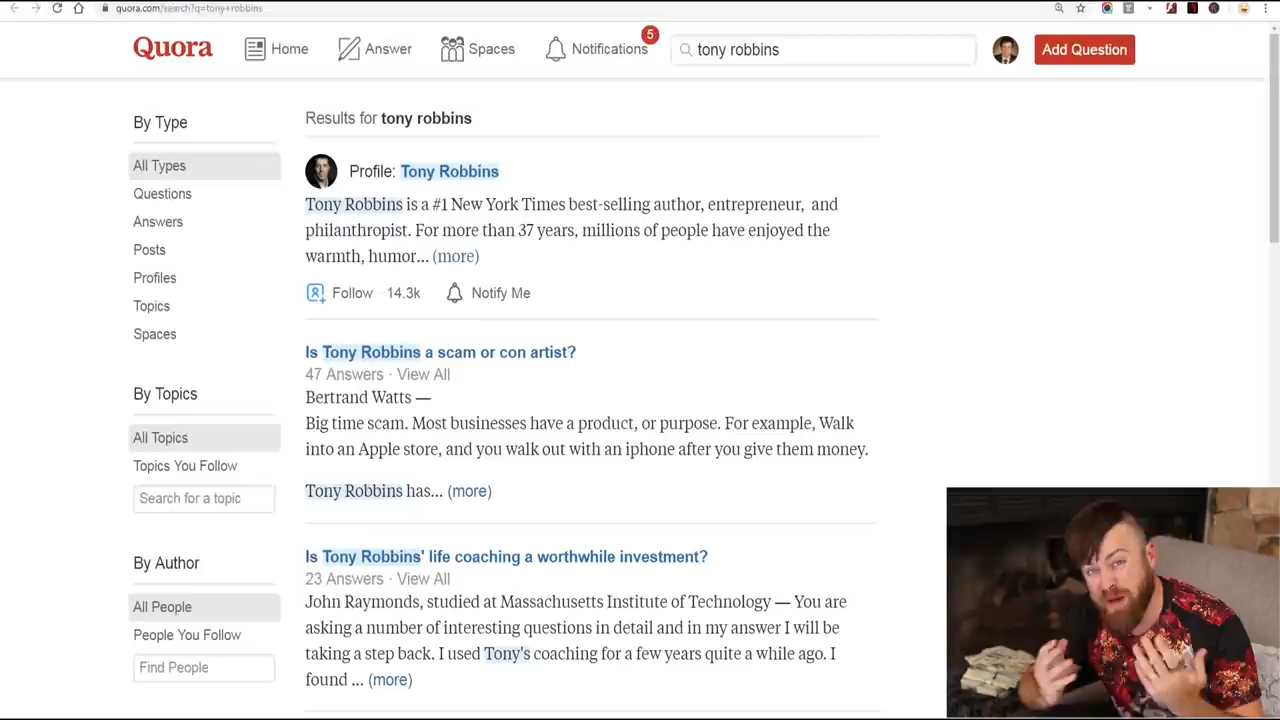 quora.com/search?q=tony+robbins
Quora
Home
Answer
Spaces
Notifications
5
tony robbins
Add Question
By Type
All Types
Questions
Answers
Posts
Profiles
Topics
Spaces
By Topics
All Topics
Topics You Follow
Search for a topic
By Author
All People
People You Follow
Find People
Results for tony robbins
Profile: Tony Robbins
Tony Robbins is a #1 New York Times best-selling author, entrepreneur, and
philanthropist. For more than 37 years, millions of people have enjoyed the
warmth, humor... (more)
Follow · 14.3k
Notify Me
Is Tony Robbins a scam or con artist?
47 Answers · View All
Bertrand Watts —
Big time scam. Most businesses have a product, or purpose. For example, Walk
into an Apple store, and you walk out with an iphone after you give them money.
Tony Robbins has... (more)
Is Tony Robbins' life coaching a worthwhile investment?
23 Answers · View All
John Raymonds, studied at Massachusetts Institute of Technology — You are
asking a number of interesting questions in detail and in my answer I will be
taking a step back. I used Tony's coaching for a few years quite a while ago. I
found ... (more)